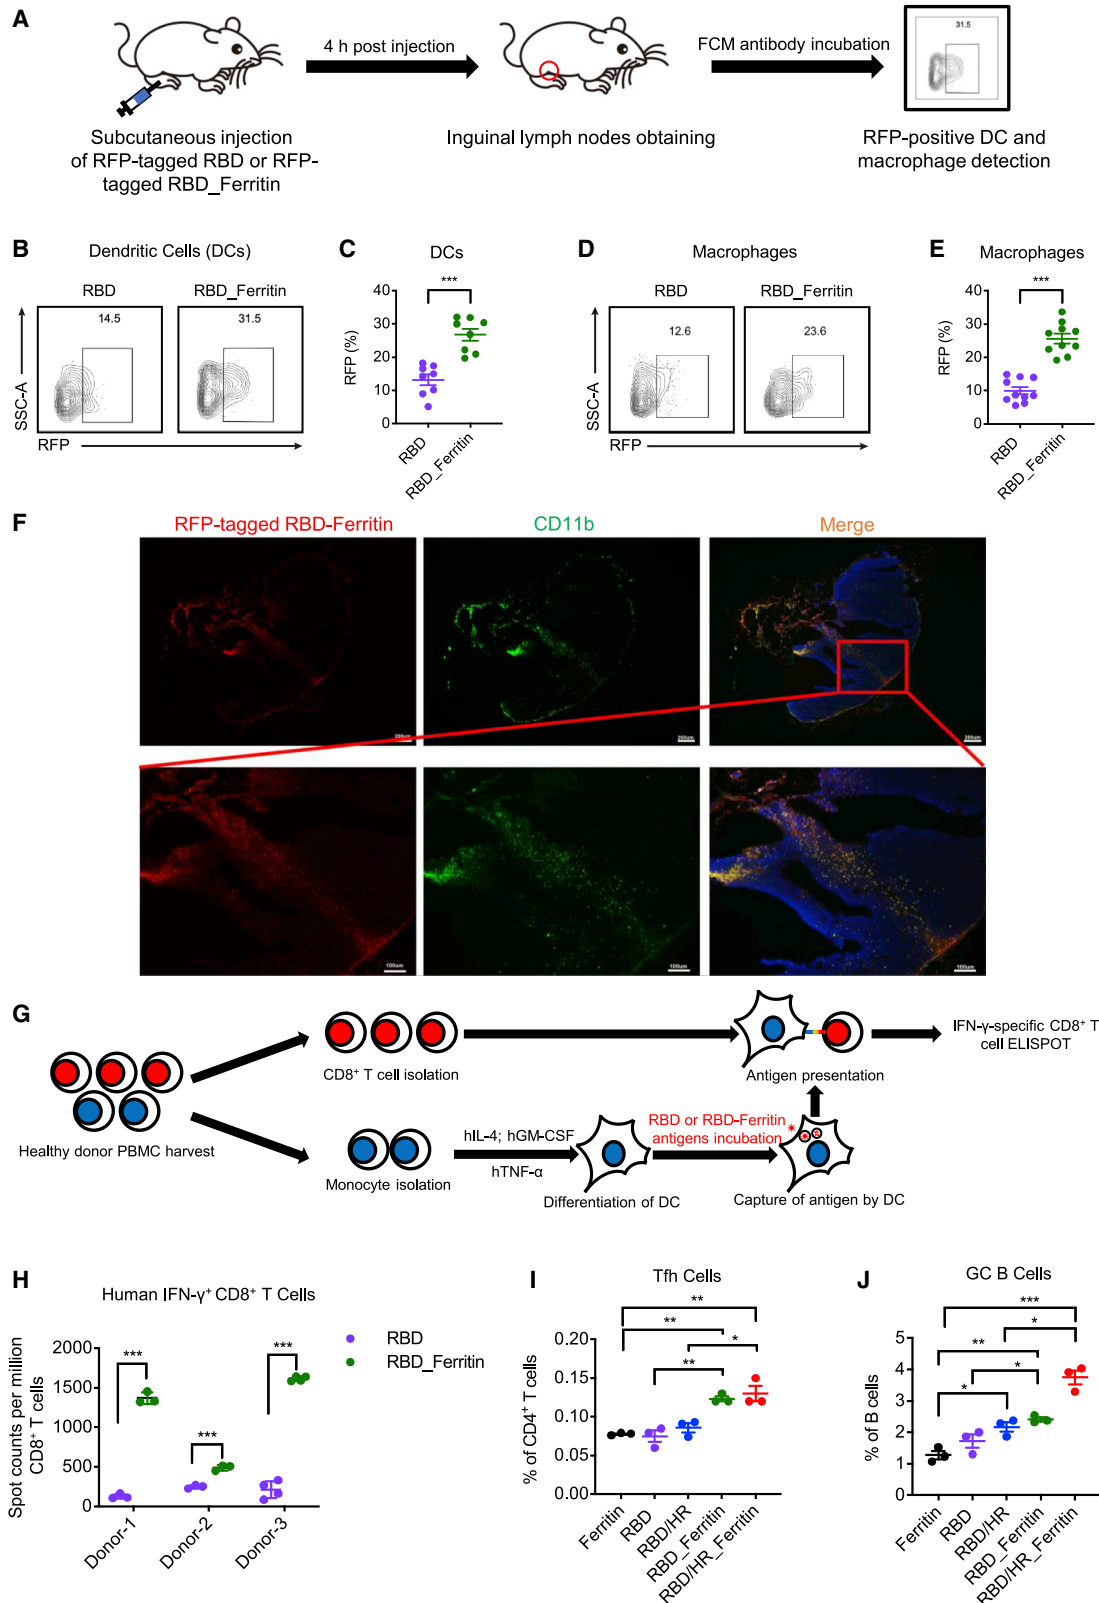 A
4 h post injection
FCM antibody incubation
31.5
Subcutaneous injection
of RFP-tagged RBD or RFP-
tagged RBD_Ferritin
Inguinal lymph nodes obtaining
RFP-positive DC and
macrophage detection
B
Dendritic Cells (DCs)
RBD
RBD_Ferritin
14.5
31.5
SSC-A
RFP
C
DCs
***
RFP (%)
40
30
20
10
0
RBD
RBD_Ferritin
D
Macrophages
RBD
RBD_Ferritin
12.6
23.6
SSC-A
RFP
E
Macrophages
***
RFP (%)
40
30
20
10
0
RBD
RBD_Ferritin
F
RFP-tagged RBD-Ferritin
CD11b
Merge
200um
200um
200um
100um
100um
100um
G
Healthy donor PBMC harvest
CD8⁺ T cell isolation
Antigen presentation
IFN-γ-specific CD8⁺ T
cell ELISPOT
Monocyte isolation
hIL-4; hGM-CSF
hTNF-α
Differentiation of DC
RBD or RBD-Ferritin
antigens incubation
Capture of antigen by DC
H
Human IFN-γ⁺ CD8⁺ T Cells
RBD
RBD_Ferritin
Spot counts per million
CD8⁺ T cells
2000
1500
1000
500
0
***
***
***
Donor-1
Donor-2
Donor-3
I
Tfh Cells
% of CD4⁺ T cells
0.20
0.15
0.10
0.05
0.00
**
**
*
**
Ferritin
RBD
RBD/HR
RBD_Ferritin
RBD/HR_Ferritin
J
GC B Cells
% of B cells
5
4
3
2
1
0
***
*
**
*
*
Ferritin
RBD
RBD/HR
RBD_Ferritin
RBD/HR_Ferritin